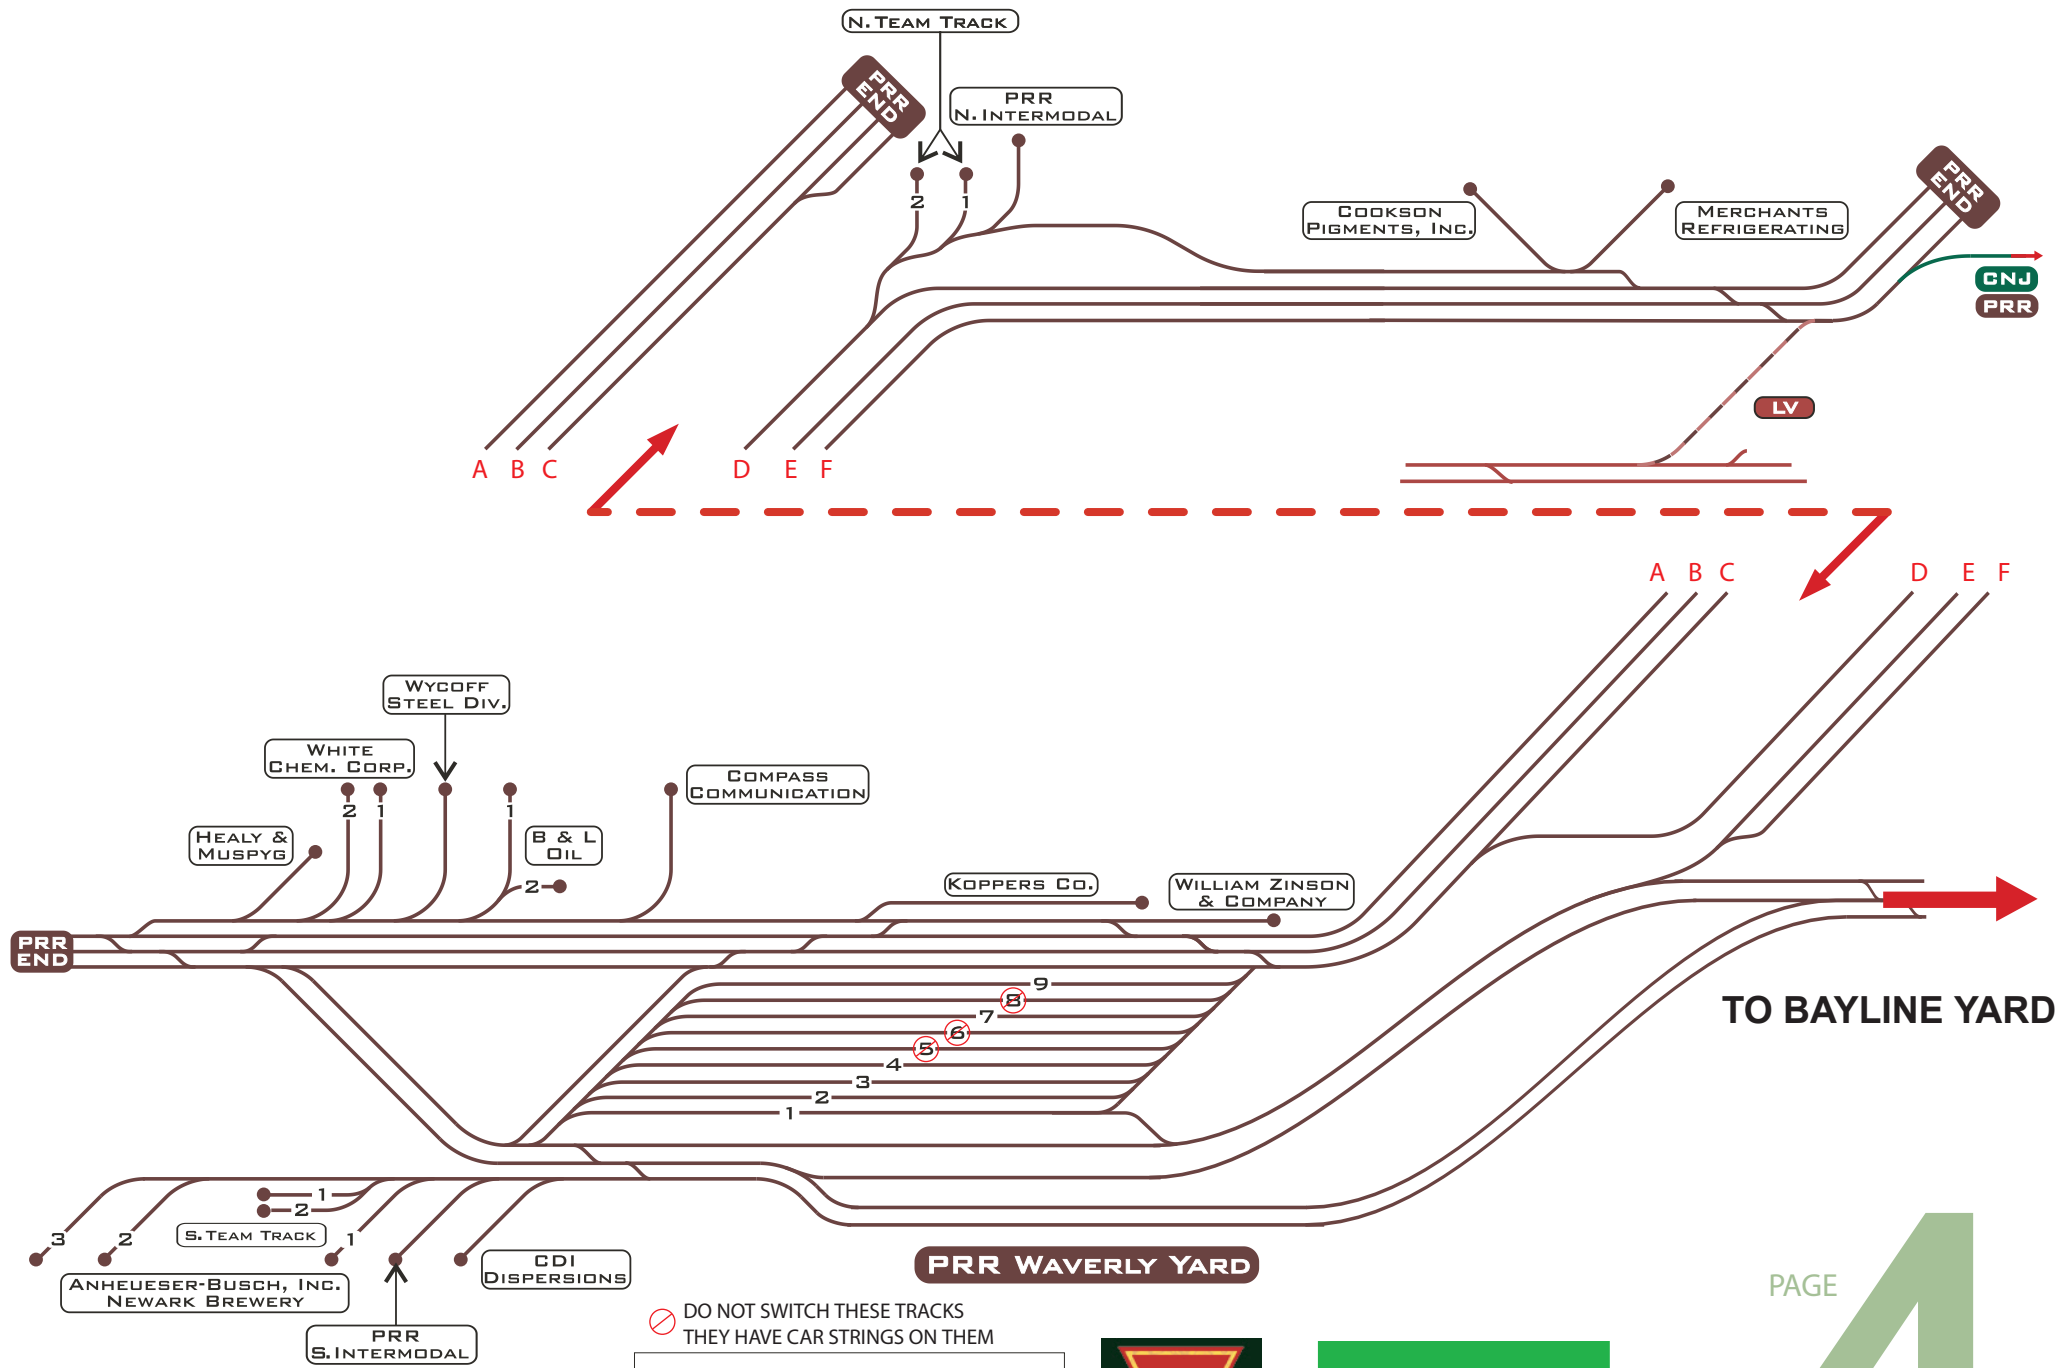 N. TEAM TRACK
PRR
END
PRR
N. INTERMODAL
2
1
COOKSON
PIGMENTS, INC.
MERCHANTS
REFRIGERATING
PRR
END
CNJ
PRR
LV
A B C
D E F
A B C
D E F
WYCOFF
STEEL DIV.
WHITE
CHEM. CORP.
2
1
1
COMPASS
COMMUNICATION
HEALY &
MUSPYG
B & L
OIL
2
KOPPERS CO.
WILLIAM ZINSON
& COMPANY
PRR
END
9
8
7
6
5
4
3
2
1
TO BAYLINE YARD
1
2
S. TEAM TRACK
3
2
1
ANHEUESER-BUSCH, INC.
NEWARK BREWERY
CDI
DISPERSIONS
PRR
S. INTERMODAL
PRR WAVERLY YARD
DO NOT SWITCH THESE TRACKS
THEY HAVE CAR STRINGS ON THEM
PAGE
4